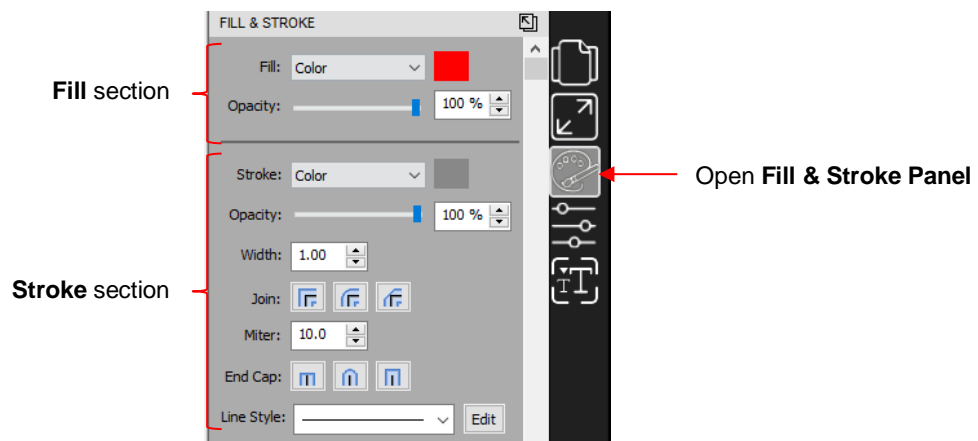 FILL & STROKE
Fill: Color
Opacity: 100 %
Fill section
Stroke: Color
Opacity: 100 %
Width: 1.00
Join:
Miter: 10.0
End Cap:
Line Style: Edit
Stroke section
Open Fill & Stroke Panel
TT